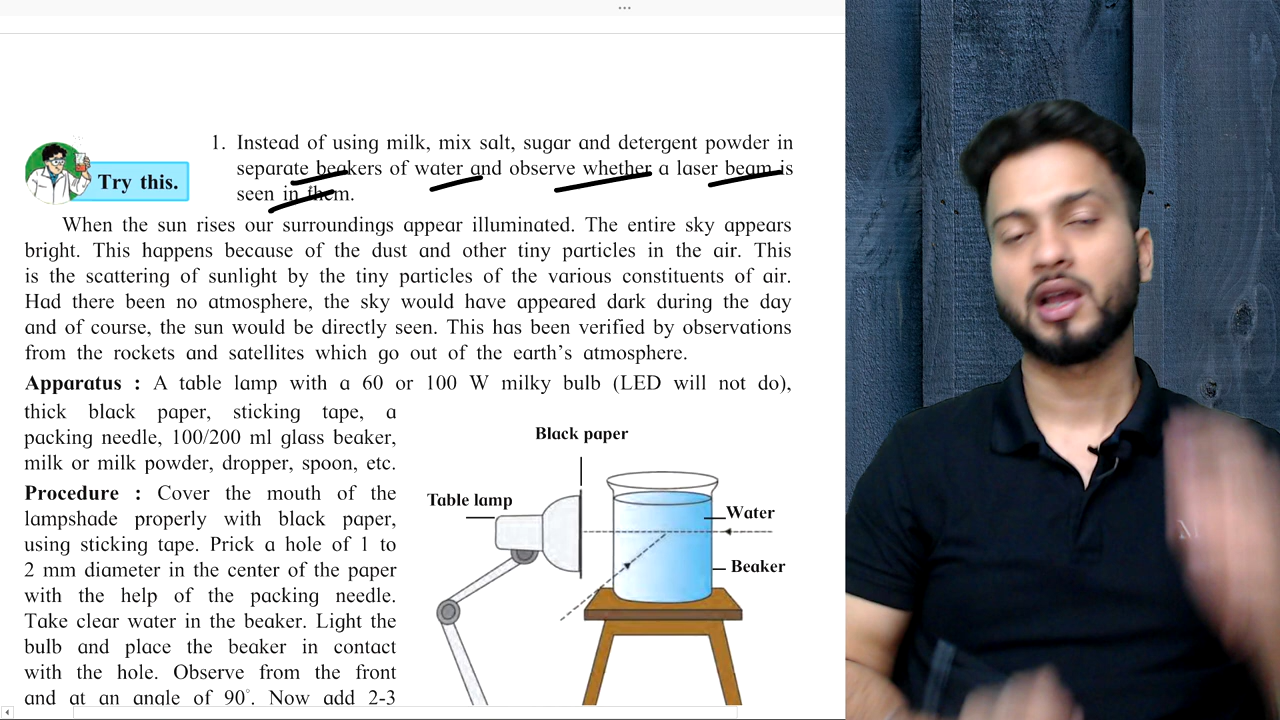 Try this.
1. Instead of using milk, mix salt, sugar and detergent powder in
separate beakers of water and observe whether a laser beam is
seen in them.
When the sun rises our surroundings appear illuminated. The entire sky appears
bright. This happens because of the dust and other tiny particles in the air. This
is the scattering of sunlight by the tiny particles of the various constituents of air.
Had there been no atmosphere, the sky would have appeared dark during the day
and of course, the sun would be directly seen. This has been verified by observations
from the rockets and satellites which go out of the earth's atmosphere.
Apparatus : A table lamp with a 60 or 100 W milky bulb (LED will not do),
thick black paper, sticking tape, a
packing needle, 100/200 ml glass beaker,
milk or milk powder, dropper, spoon, etc.
Procedure : Cover the mouth of the
lampshade properly with black paper,
using sticking tape. Prick a hole of 1 to
2 mm diameter in the center of the paper
with the help of the packing needle.
Take clear water in the beaker. Light the
bulb and place the beaker in contact
with the hole. Observe from the front
and at an angle of 90°. Now add 2-3
Black paper
Table lamp
Water
Beaker